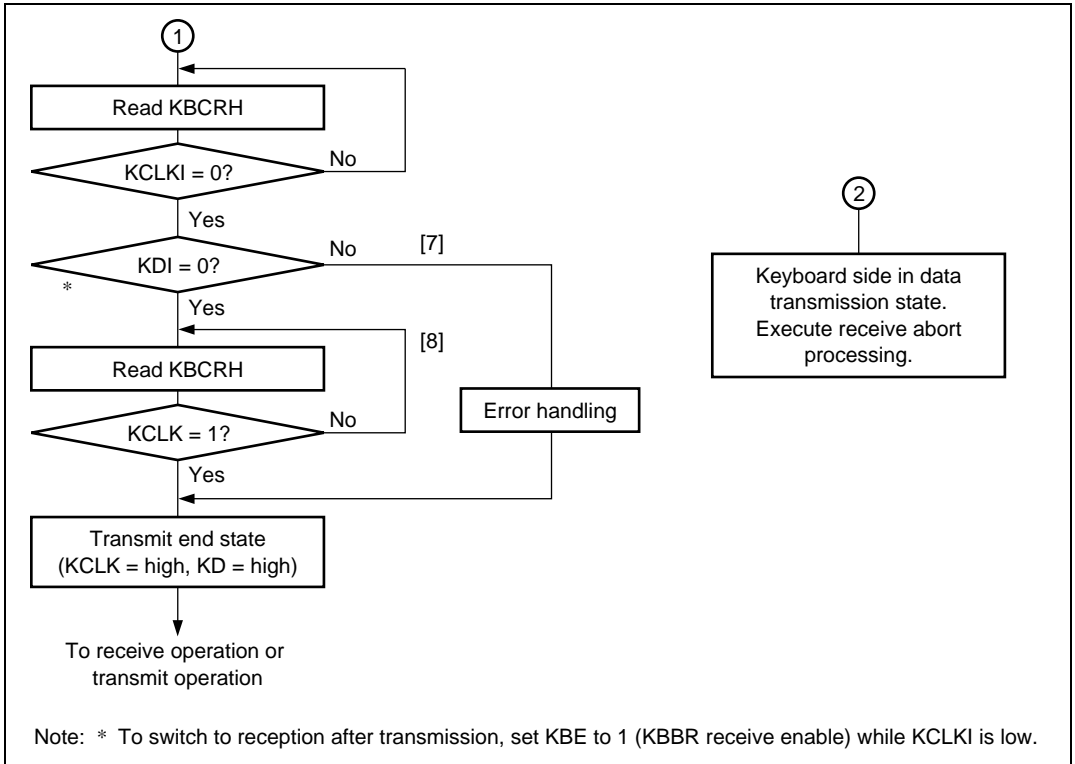 1
Read KBCRH
KCLKI = 0?
No
Yes
KDI = 0?
No
[7]
*
Yes
[8]
Read KBCRH
KCLK = 1?
No
Error handling
Yes
Transmit end state
(KCLK = high, KD = high)
To receive operation or
transmit operation
2
Keyboard side in data
transmission state.
Execute receive abort
processing.
Note: * To switch to reception after transmission, set KBE to 1 (KBBR receive enable) while KCLKI is low.